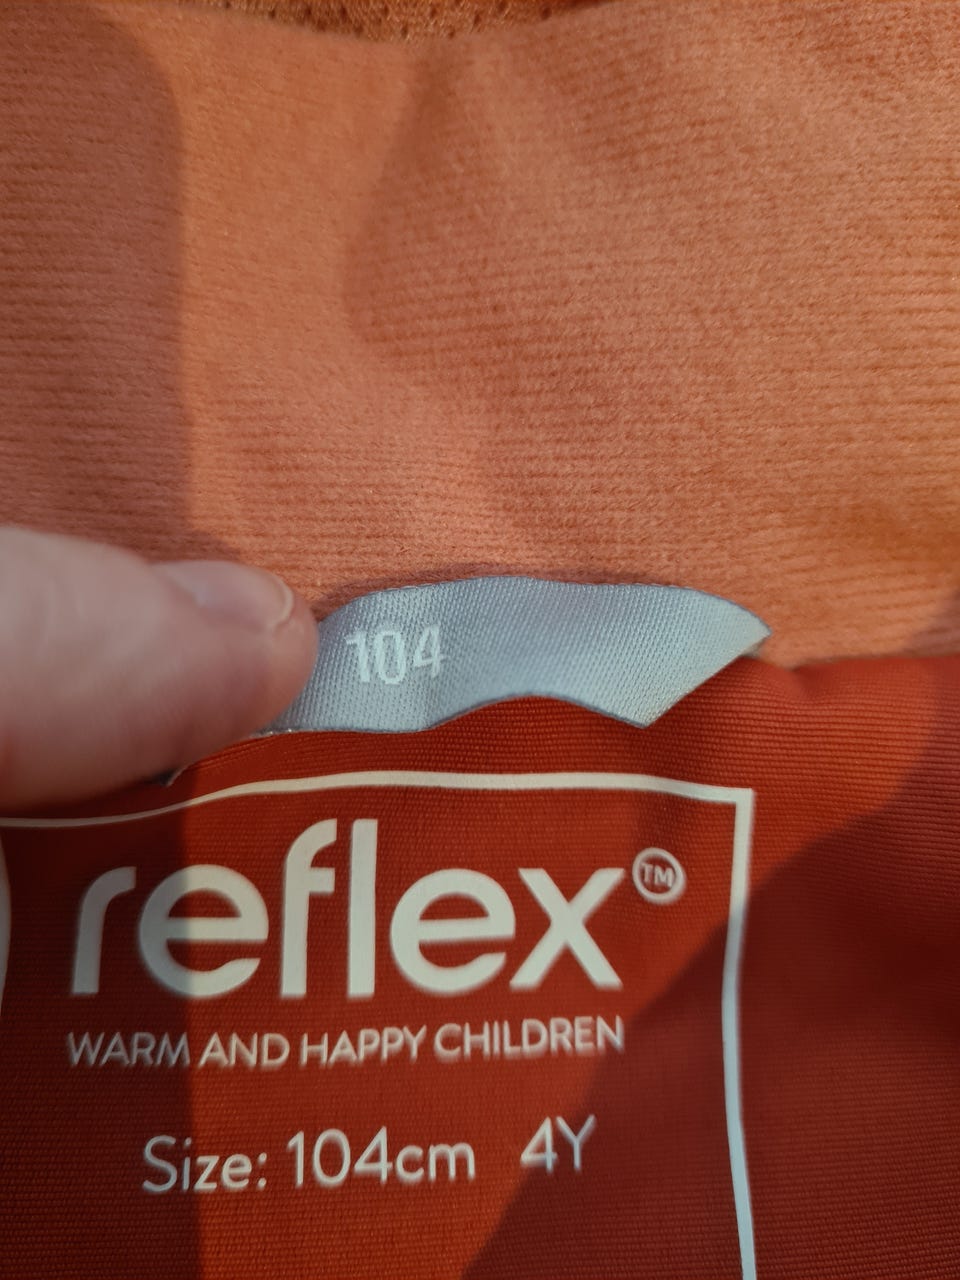 104
reflex™
WARM AND HAPPY CHILDREN
Size: 104cm 4Y